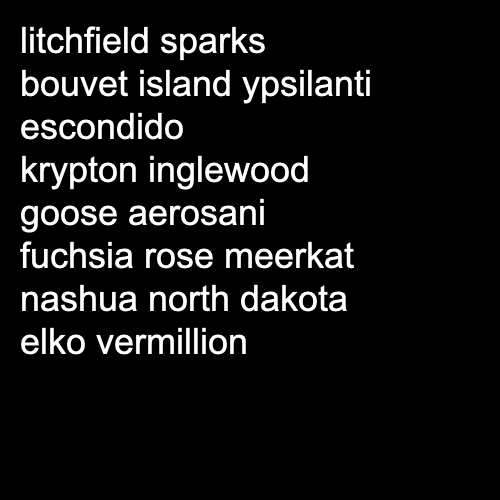 litchfield sparks
bouvet island ypsilanti
escondido
krypton inglewood
goose aerosani
fuchsia rose meerkat
nashua north dakota
elko vermillion